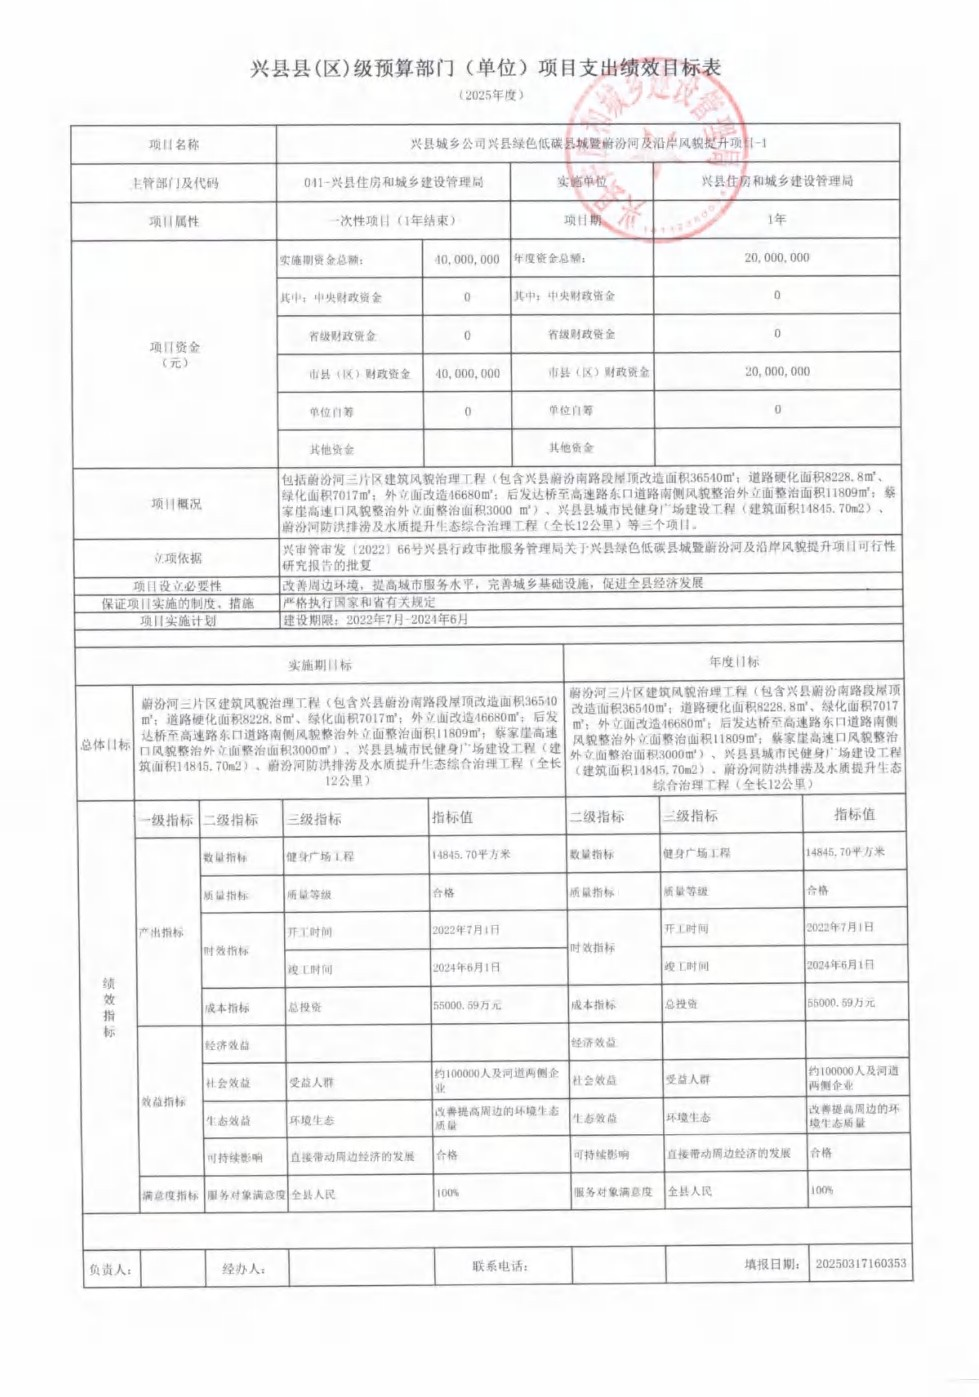 兴县县(区)级预算部门（单位）项目支出绩效目标表
（2025年度）
项目名称 兴县城乡公司兴县绿色低碳县城暨蔚汾河及沿岸风貌提升项目-1
主管部门及代码 041-兴县住房和城乡建设管理局 实施单位 兴县住房和城乡建设管理局
项目属性 一次性项目（1年结束） 项目期 1年
项目资金
（元）
实施期资金总额： 40,000,000 年度资金总额： 20,000,000
其中：中央财政资金 0 其中：中央财政资金 0
省级财政资金 0 省级财政资金 0
市县（区）财政资金 40,000,000 市县（区）财政资金 20,000,000
单位自筹 0 单位自筹 0
其他资金 其他资金
项目概况
包括蔚汾河三片区建筑风貌治理工程（包含兴县蔚汾南路段屋顶改造面积36540㎡；道路硬化面积8228.8㎡、
绿化面积7017㎡；外立面改造46680㎡；后发达桥至高速路东口道路南侧风貌整治外立面整治面积11809㎡；蔡
家崖高速口风貌整治外立面整治面积3000 ㎡）、兴县县城市民健身广场建设工程（建筑面积14845.70m2）、
蔚汾河防洪排涝及水质提升生态综合治理工程（全长12公里）等三个项目。
立项依据
兴审管审发〔2022〕66号兴县行政审批服务管理局关于兴县绿色低碳县城暨蔚汾河及沿岸风貌提升项目可行性
研究报告的批复
项目设立必要性 改善周边环境，提高城市服务水平，完善城乡基础设施，促进全县经济发展
保证项目实施的制度、措施 严格执行国家和省有关规定
项目实施计划 建设期限：2022年7月-2024年6月
实施期目标 年度目标
总体目标
蔚汾河三片区建筑风貌治理工程（包含兴县蔚汾南路段屋顶改造面积36540
㎡；道路硬化面积8228.8㎡、绿化面积7017㎡；外立面改造46680㎡；后发
达桥至高速路东口道路南侧风貌整治外立面整治面积11809㎡；蔡家崖高速
口风貌整治外立面整治面积3000㎡）、兴县县城市民健身广场建设工程（建
筑面积14845.70m2）、蔚汾河防洪排涝及水质提升生态综合治理工程（全长
12公里）
蔚汾河三片区建筑风貌治理工程（包含兴县蔚汾南路段屋顶
改造面积36540㎡；道路硬化面积8228.8㎡、绿化面积7017
㎡；外立面改造46680㎡；后发达桥至高速路东口道路南侧
风貌整治外立面整治面积11809㎡；蔡家崖高速口风貌整治
外立面整治面积3000㎡）、兴县县城市民健身广场建设工程
（建筑面积14845.70m2）、蔚汾河防洪排涝及水质提升生态
综合治理工程（全长12公里）
绩效指标
一级指标 二级指标 三级指标 指标值 二级指标 三级指标 指标值
产出指标
数量指标 健身广场工程 14845.70平方米 数量指标 健身广场工程 14845.70平方米
质量指标 质量等级 合格 质量指标 质量等级 合格
时效指标 开工时间 2022年7月1日 时效指标 开工时间 2022年7月1日
竣工时间 2024年6月1日 竣工时间 2024年6月1日
成本指标 总投资 55000.59万元 成本指标 总投资 55000.59万元
效益指标
经济效益 经济效益
社会效益 受益人群 约100000人及河道两侧企业 社会效益 受益人群 约100000人及河道两侧企业
生态效益 环境生态 改善提高周边的环境生态质量 生态效益 环境生态 改善提高周边的环境生态质量
可持续影响 直接带动周边经济的发展 合格 可持续影响 直接带动周边经济的发展 合格
满意度指标 服务对象满意度 全县人民 100% 服务对象满意度 全县人民 100%
负责人： 经办人： 联系电话： 填报日期： 20250317160353